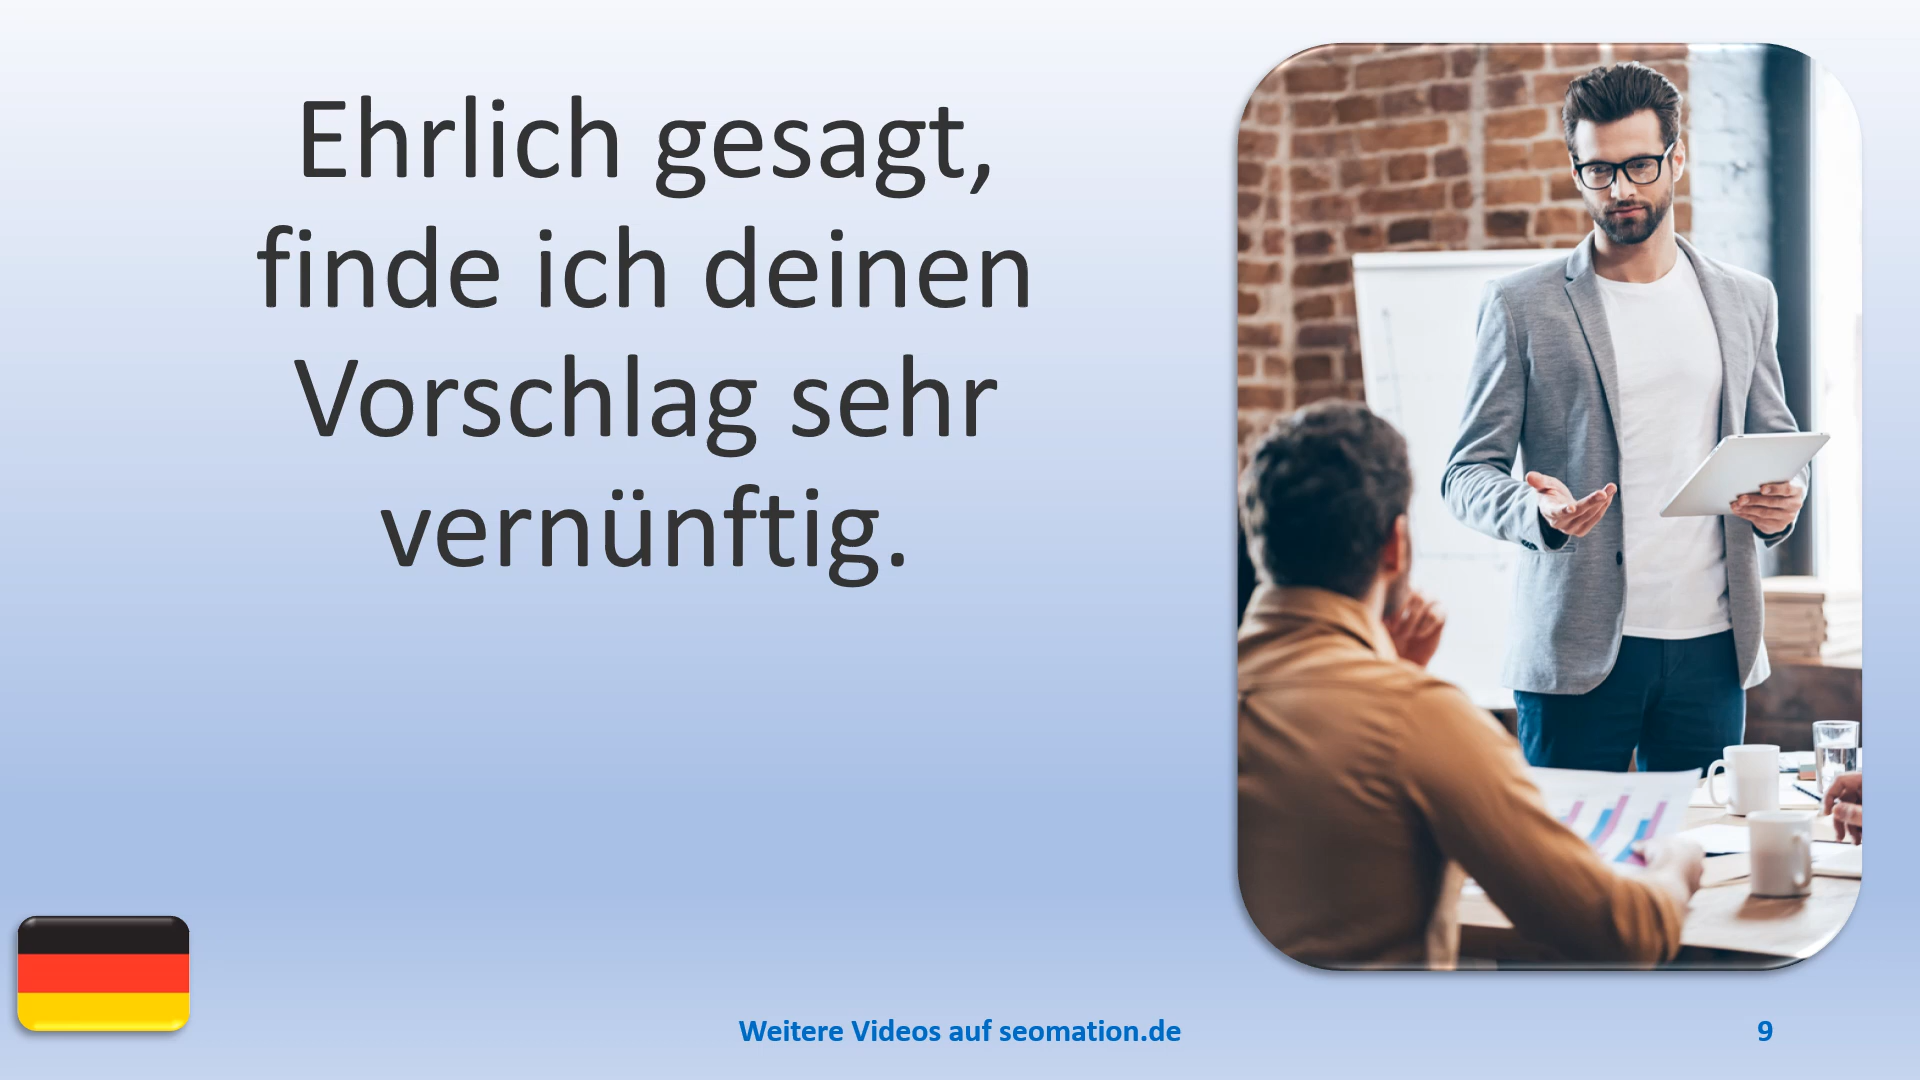 Ehrlich gesagt,
finde ich deinen
Vorschlag sehr
vernünftig.
Weitere Videos auf seomation.de
9